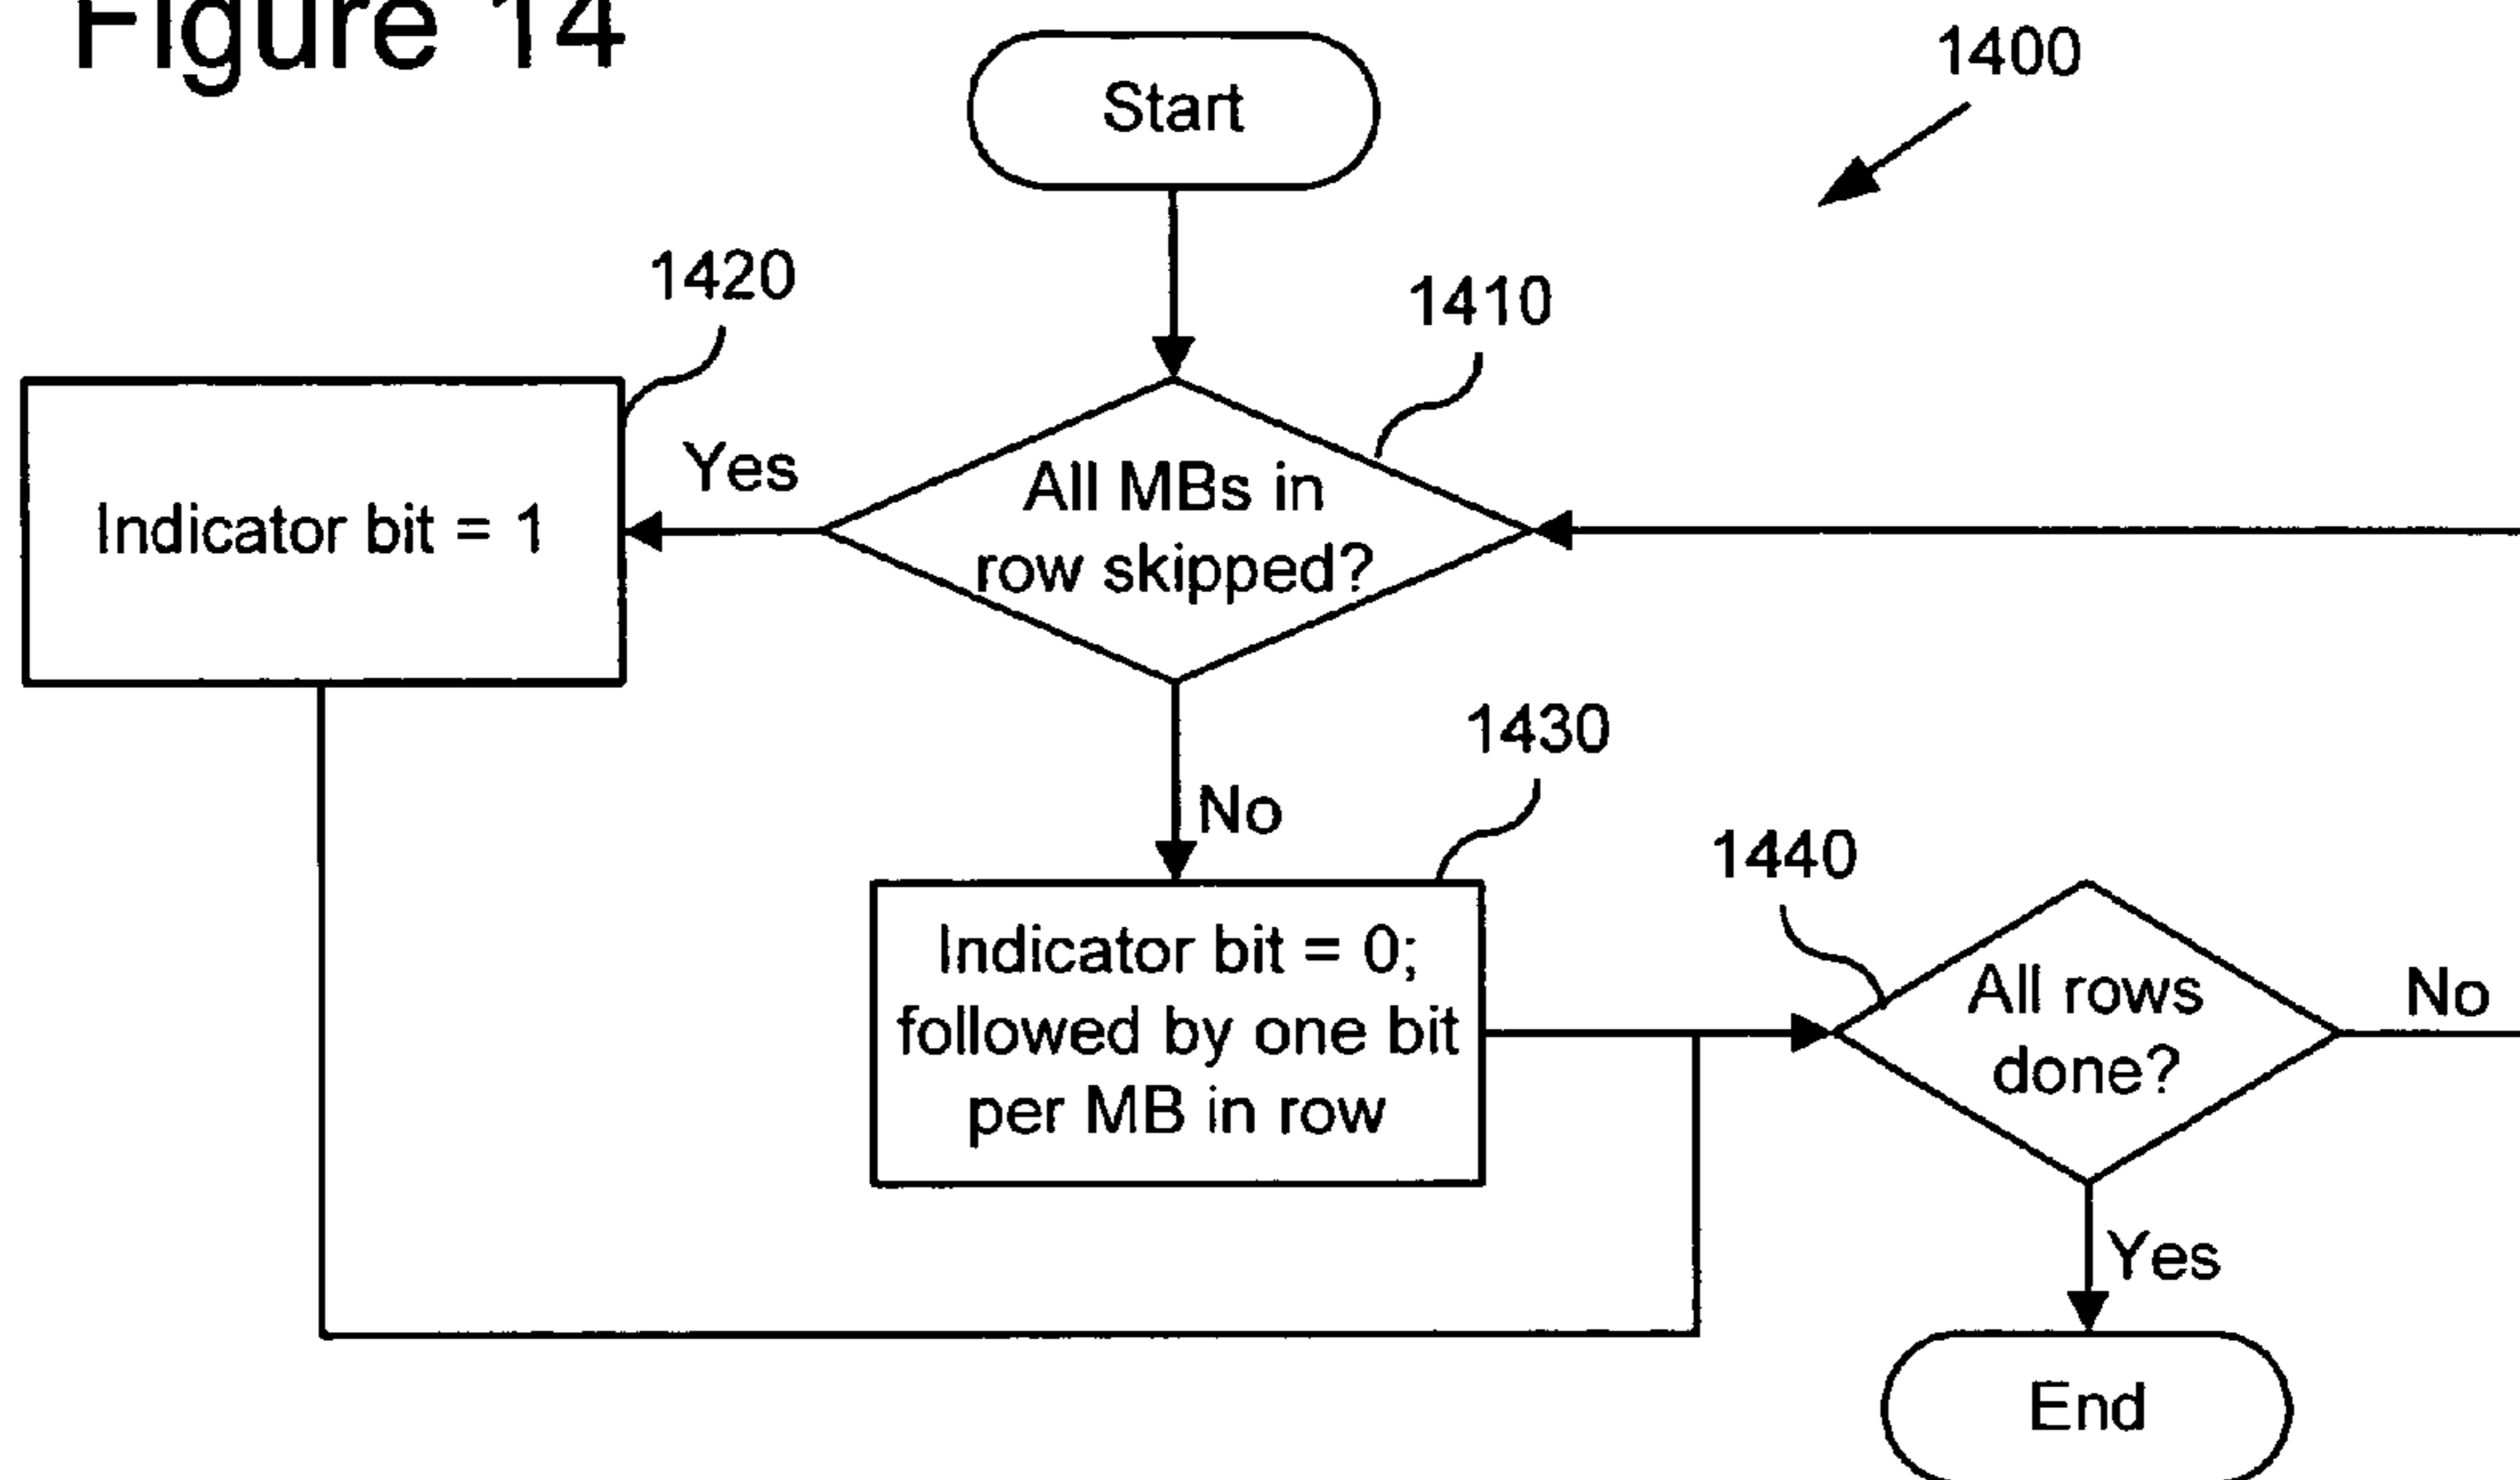 Figure 14
Start
1400
1420
1410
Yes
All MBs in
row skipped?
Indicator bit = 1
1430
No
1440
Indicator bit = 0;
followed by one bit
per MB in row
All rows
done?
No
Yes
End